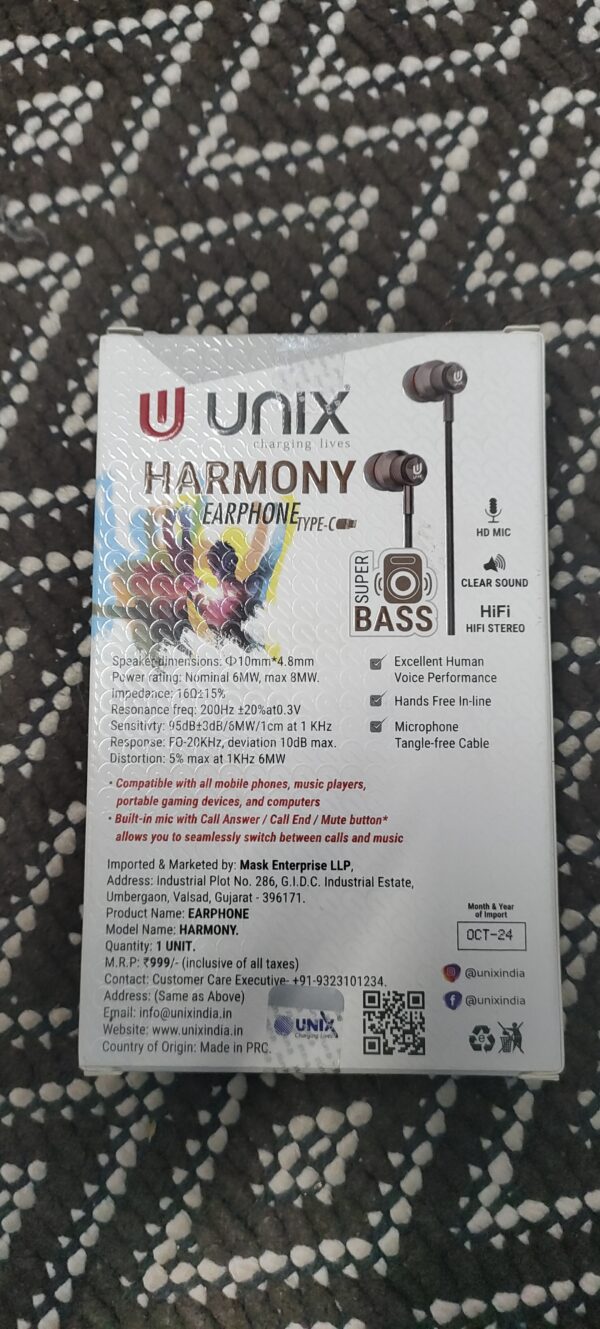 UNIX
charging lives
HARMONY
EARPHONE TYPE-C
SUPER
BASS
HD MIC
CLEAR SOUND
HiFi
HIFI STEREO
Speaker dimensions: Φ10mm*4.8mm
Power rating: Nominal 6MW, max 8MW.
Impedance: 16Ω±15%
Resonance freq: 200Hz ±20%at0.3V
Sensitivty: 95dB±3dB/6MW/1cm at 1 KHz
Response: FO-20KHz, deviation 10dB max.
Distortion: 5% max at 1KHz 6MW
Excellent Human
Voice Performance
Hands Free In-line
Microphone
Tangle-free Cable
• Compatible with all mobile phones, music players,
portable gaming devices, and computers
• Built-in mic with Call Answer / Call End / Mute button*
allows you to seamlessly switch between calls and music
Imported & Marketed by: Mask Enterprise LLP,
Address: Industrial Plot No. 286, G.I.D.C. Industrial Estate,
Umbergaon, Valsad, Gujarat - 396171.
Product Name: EARPHONE
Model Name: HARMONY.
Quantity: 1 UNIT.
M.R.P: ₹999/- (inclusive of all taxes)
Contact: Customer Care Executive- +91-9323101234.
Address: (Same as Above)
Email: info@unixindia.in
Website: www.unixindia.in
Country of Origin: Made in PRC.
UNIX
Charging Lives
Month & Year
of Import
OCT-24
@unixindia
@unixindia